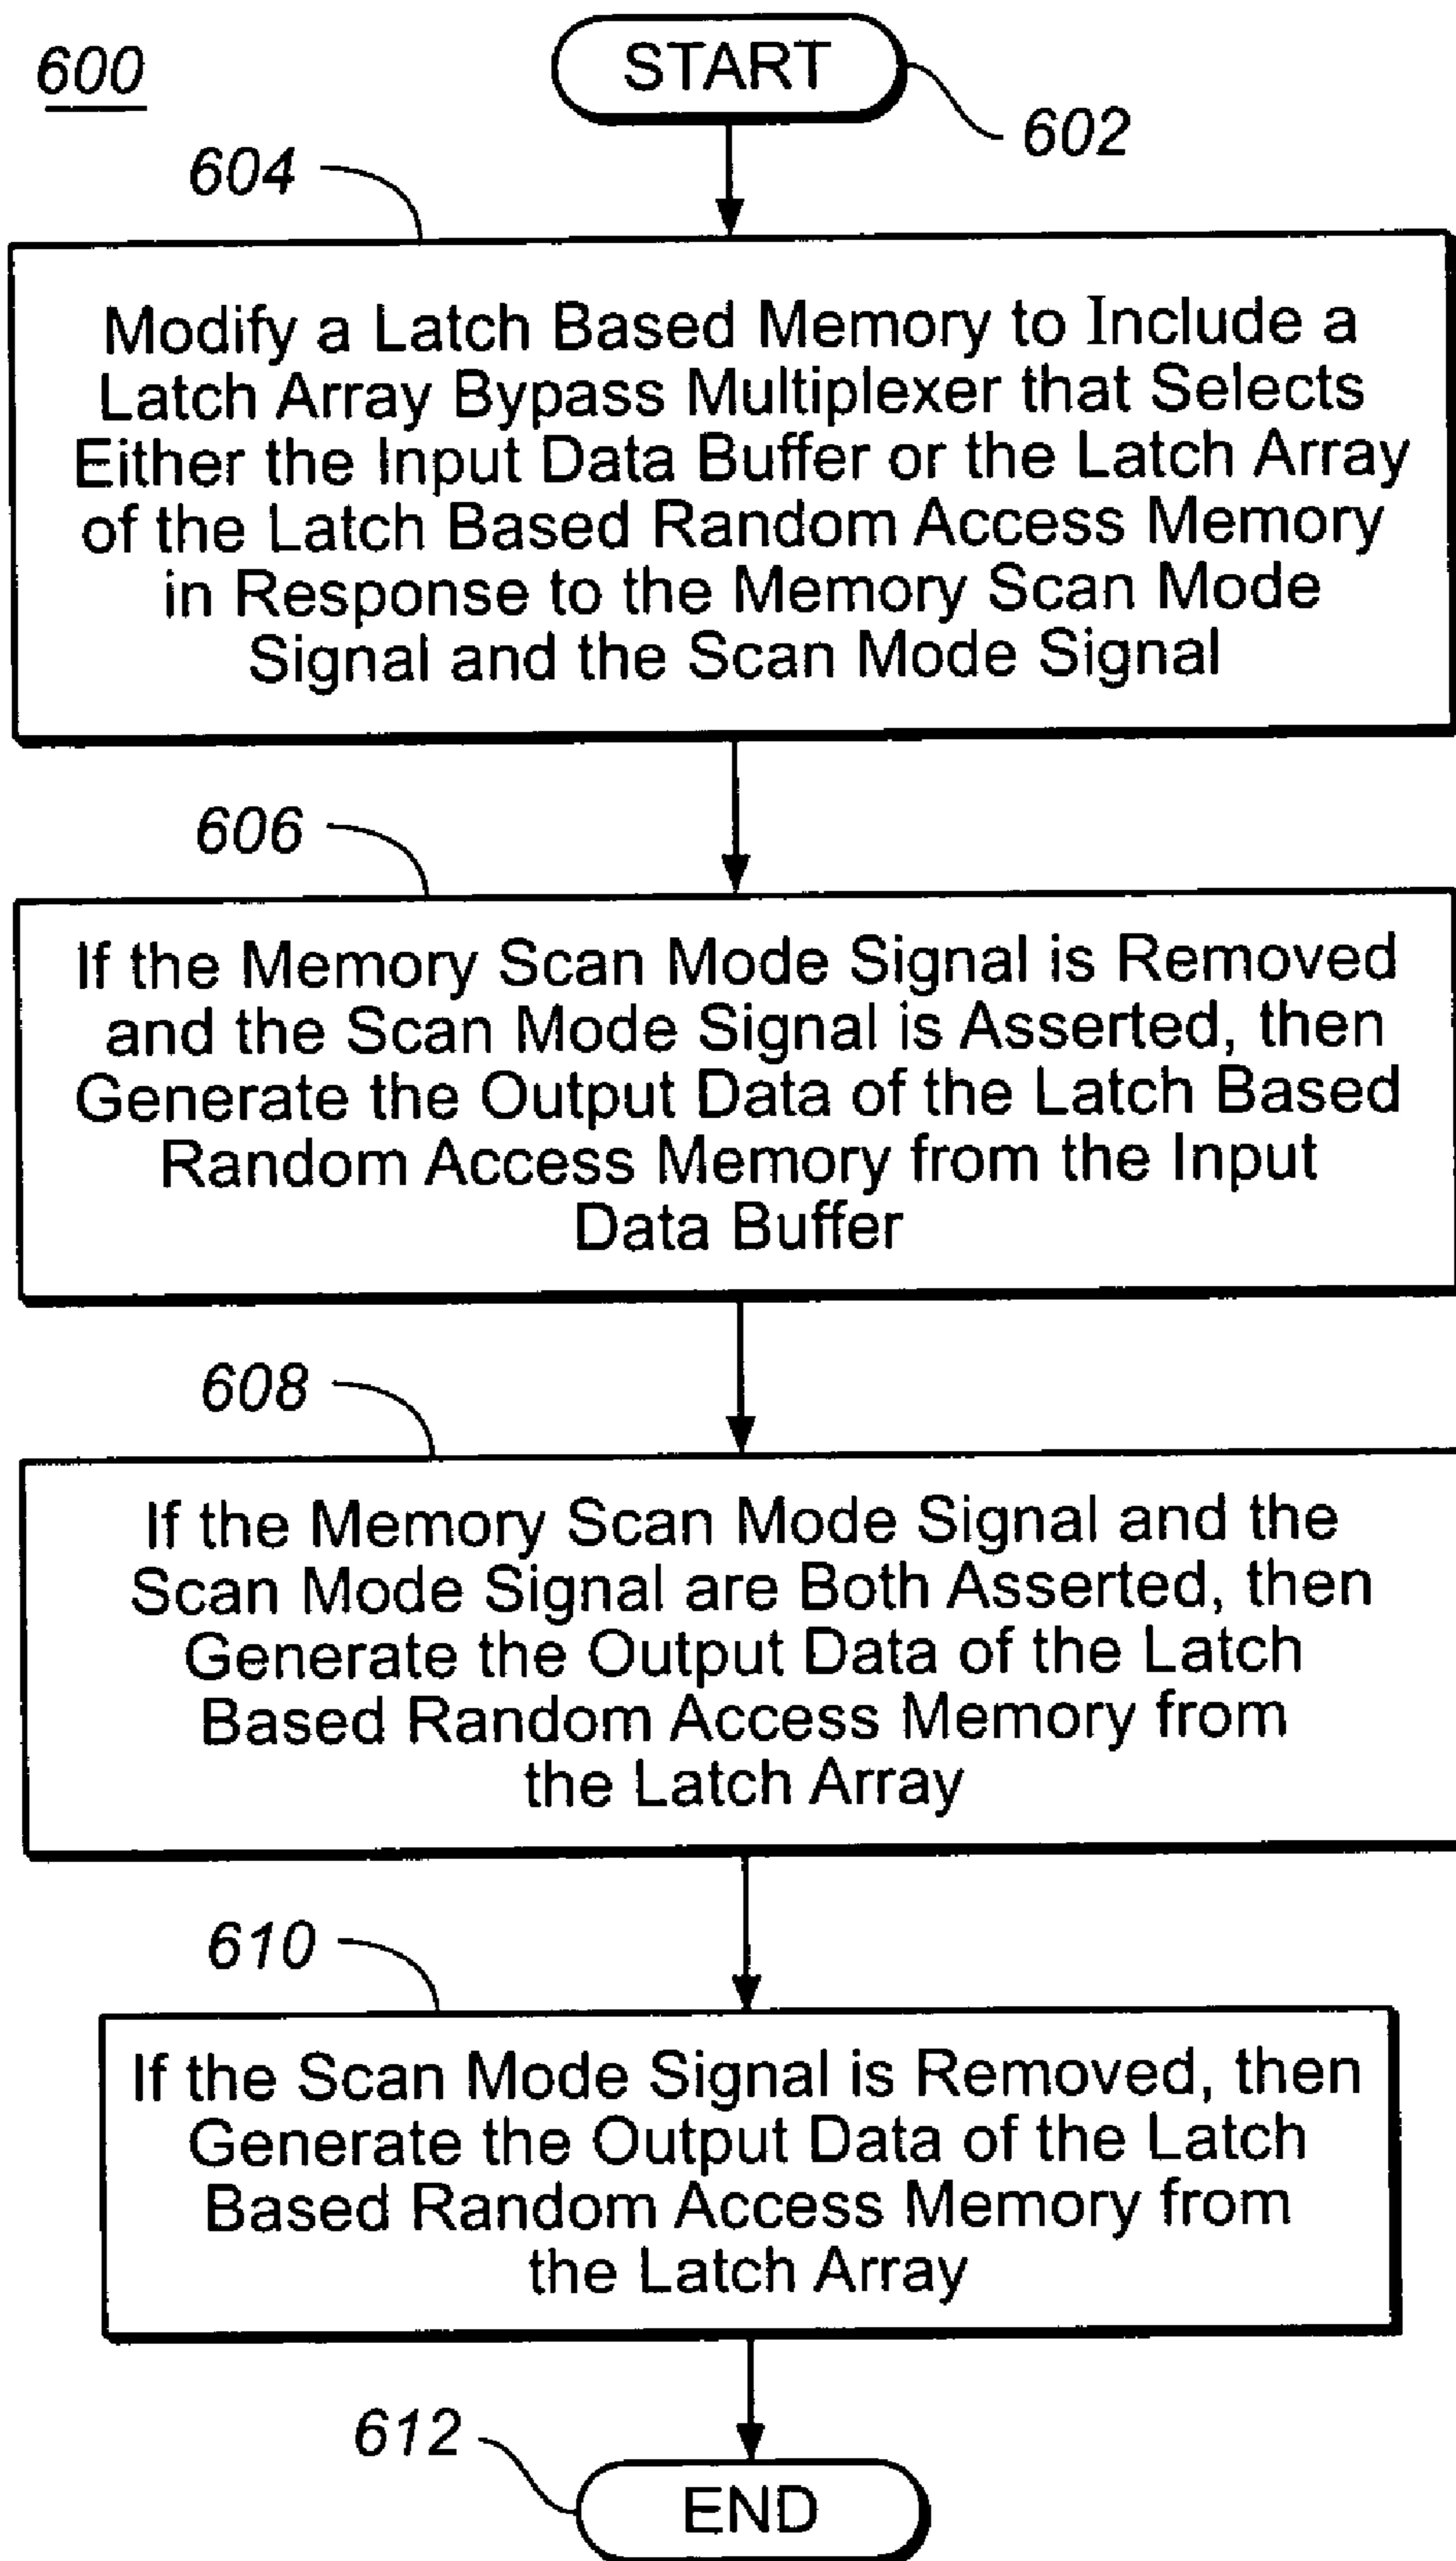 600
START
602
604
Modify a Latch Based Memory to Include a
Latch Array Bypass Multiplexer that Selects
Either the Input Data Buffer or the Latch Array
of the Latch Based Random Access Memory
in Response to the Memory Scan Mode
Signal and the Scan Mode Signal
606
If the Memory Scan Mode Signal is Removed
and the Scan Mode Signal is Asserted, then
Generate the Output Data of the Latch Based
Random Access Memory from the Input
Data Buffer
608
If the Memory Scan Mode Signal and the
Scan Mode Signal are Both Asserted, then
Generate the Output Data of the Latch
Based Random Access Memory from
the Latch Array
610
If the Scan Mode Signal is Removed, then
Generate the Output Data of the Latch
Based Random Access Memory from
the Latch Array
612
END